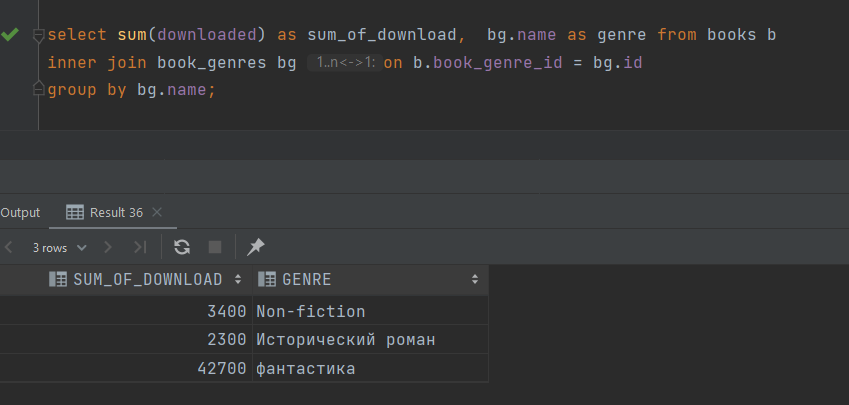 select sum(downloaded) as sum_of_download,  bg.name as genre from books b
inner join book_genres bg 1..n<->1: on b.book_genre_id = bg.id
group by bg.name;
Output Result 36
3 rows
SUM_OF_DOWNLOAD GENRE
3400 Non-fiction
2300 Исторический роман
42700 фантастика